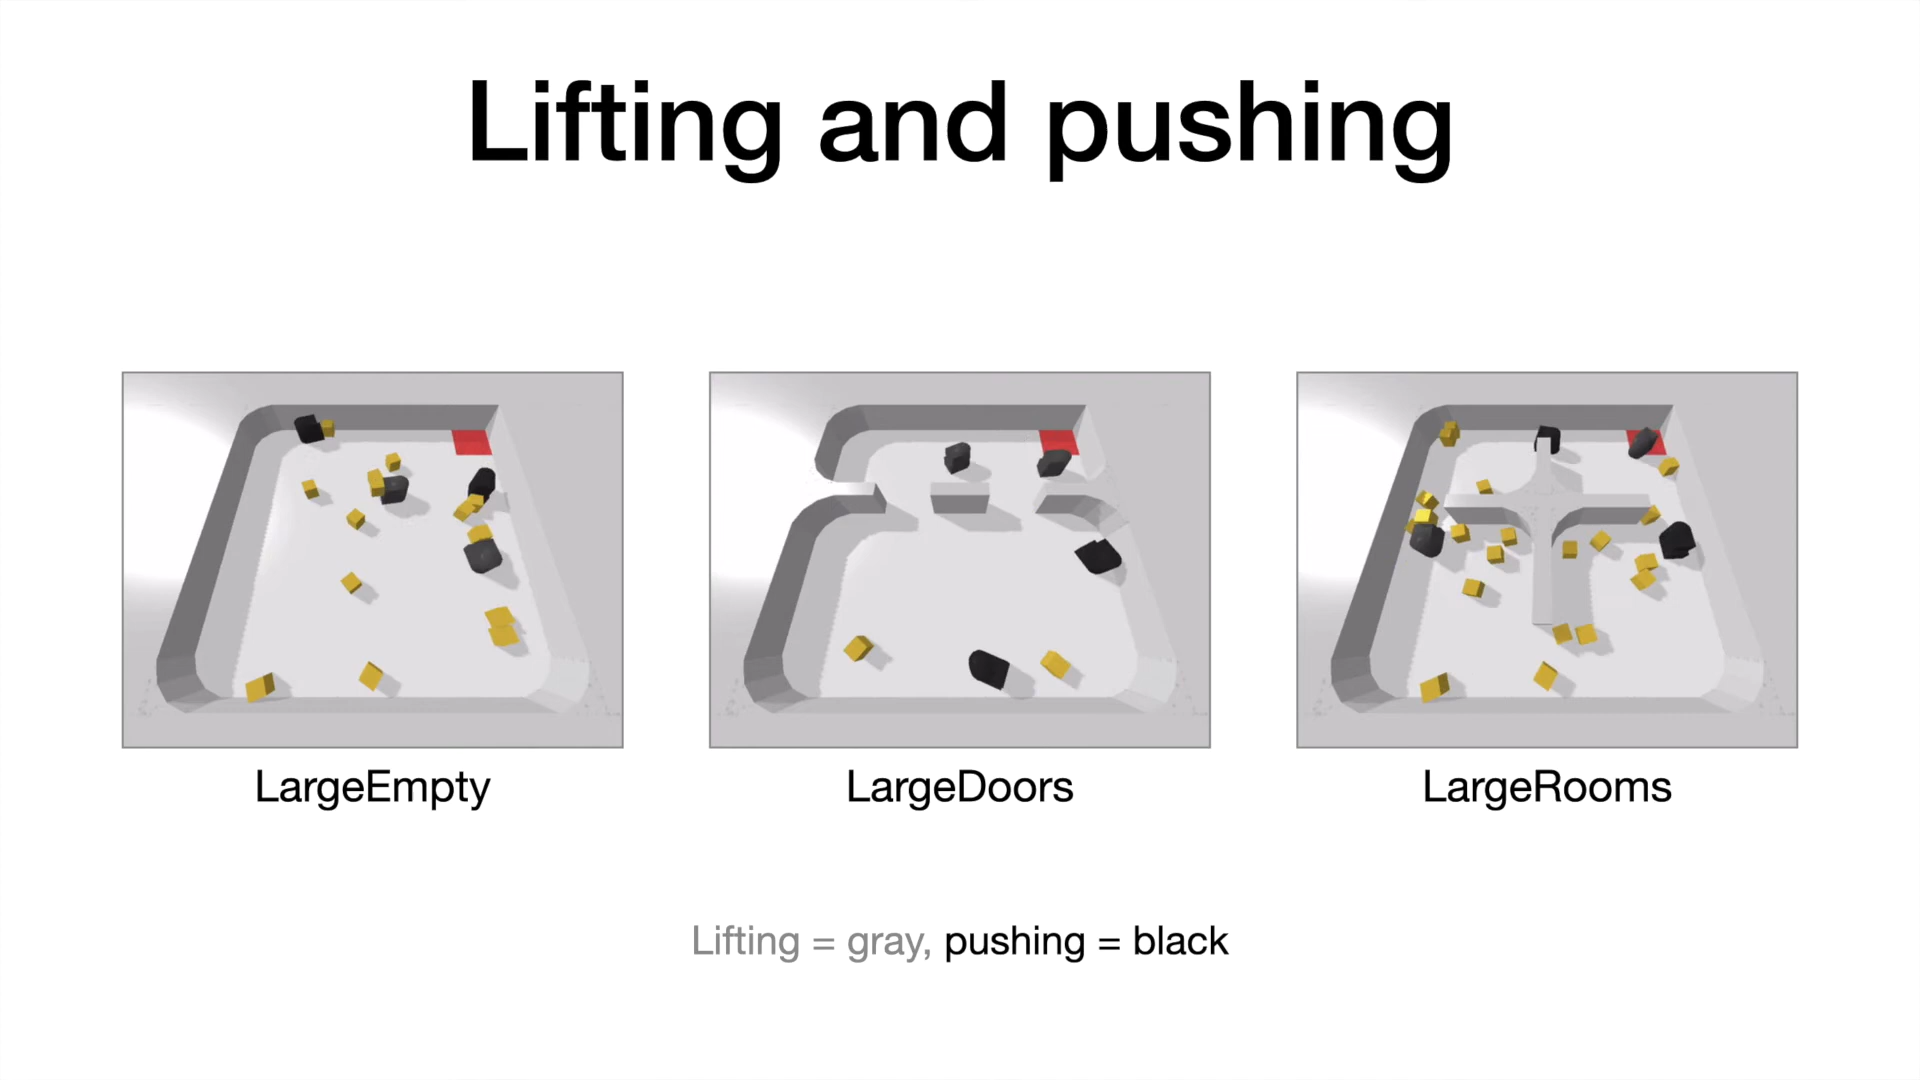 Lifting and pushing
LargeEmpty
LargeDoors
LargeRooms
Lifting = gray, pushing = black